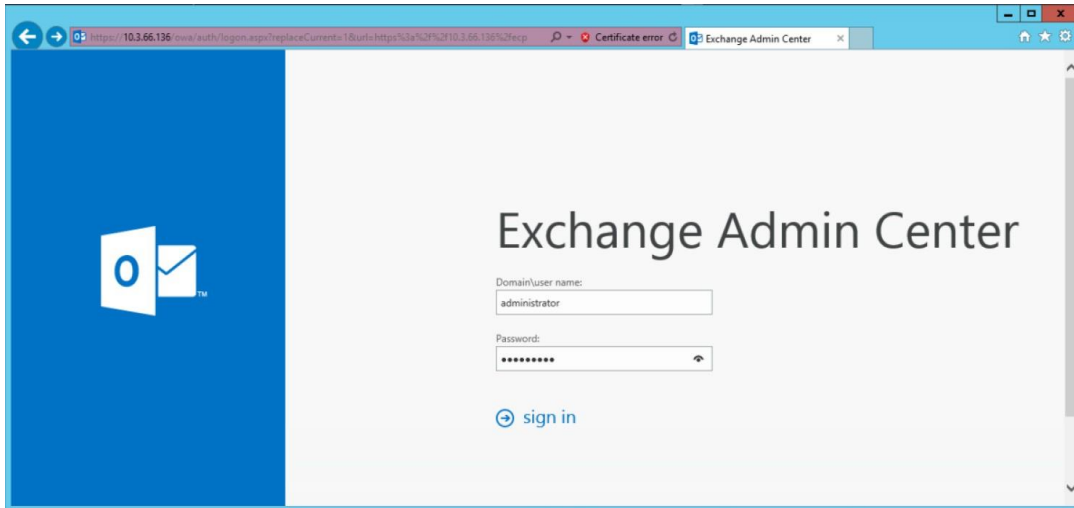 https://10.3.66.136/owa/auth/logon.aspx?replaceCurrent=1&url=https%3a%2f%2f10.3.66.136%2fecp
Certificate error
Exchange Admin Center
Exchange Admin Center
Domain\user name:
administrator
Password:
•••••••••
sign in
O
TM